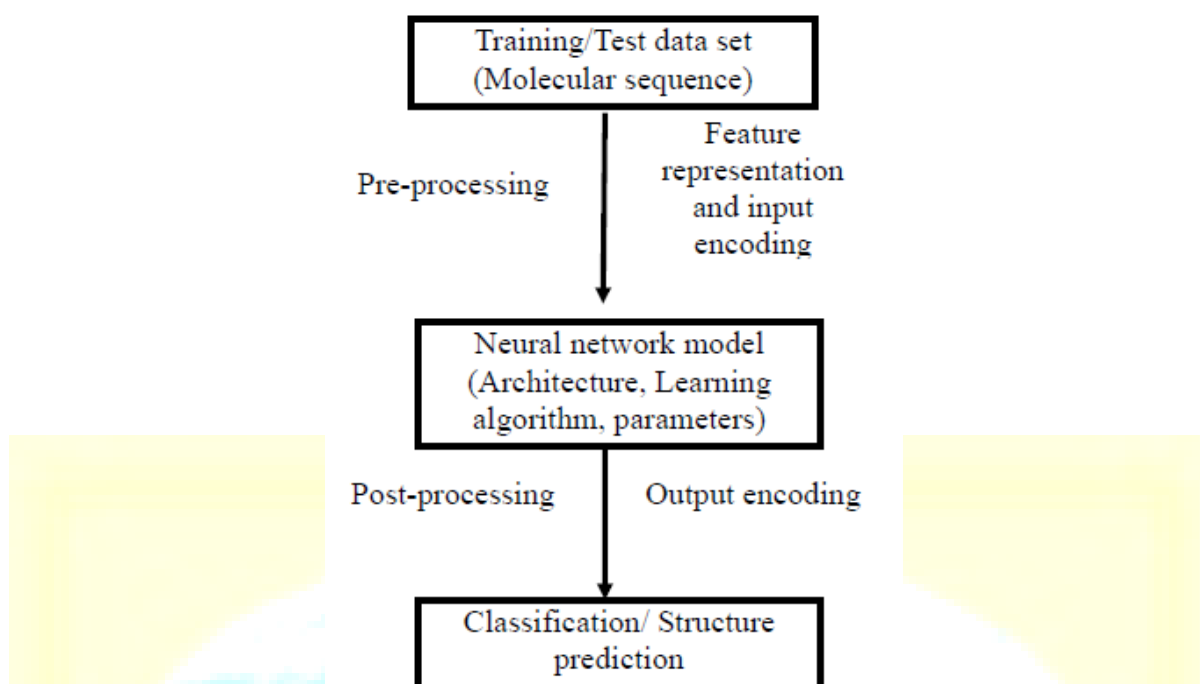 Training/Test data set
(Molecular sequence)
Pre-processing
Feature
representation
and input
encoding
Neural network model
(Architecture, Learning
algorithm, parameters)
Post-processing
Output encoding
Classification/ Structure
prediction